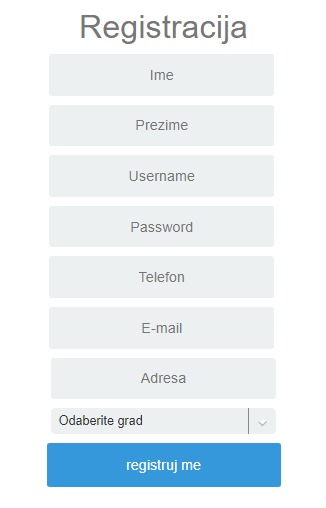 Registracija
Ime
Prezime
Username
Password
Telefon
E-mail
Adresa
Odaberite grad
registruj me